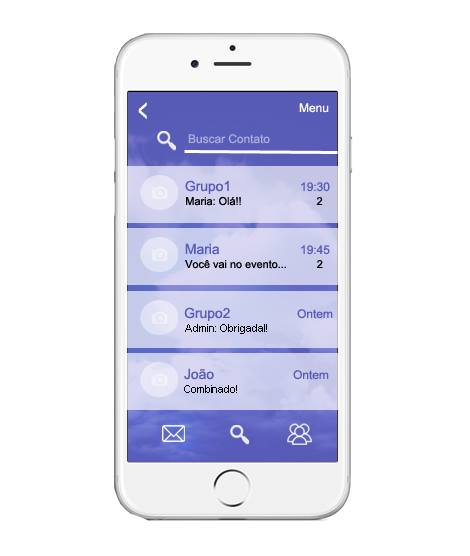 Menu
Buscar Contato
Grupo1 19:30
Maria: Olá!! 2
Maria 19:45
Você vai no evento... 2
Grupo2 Ontem
Admin: Obrigada!!
João Ontem
Combinado!